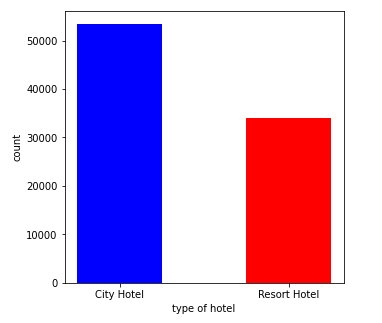 50000
40000
30000
20000
10000
0
count
City Hotel
Resort Hotel
type of hotel